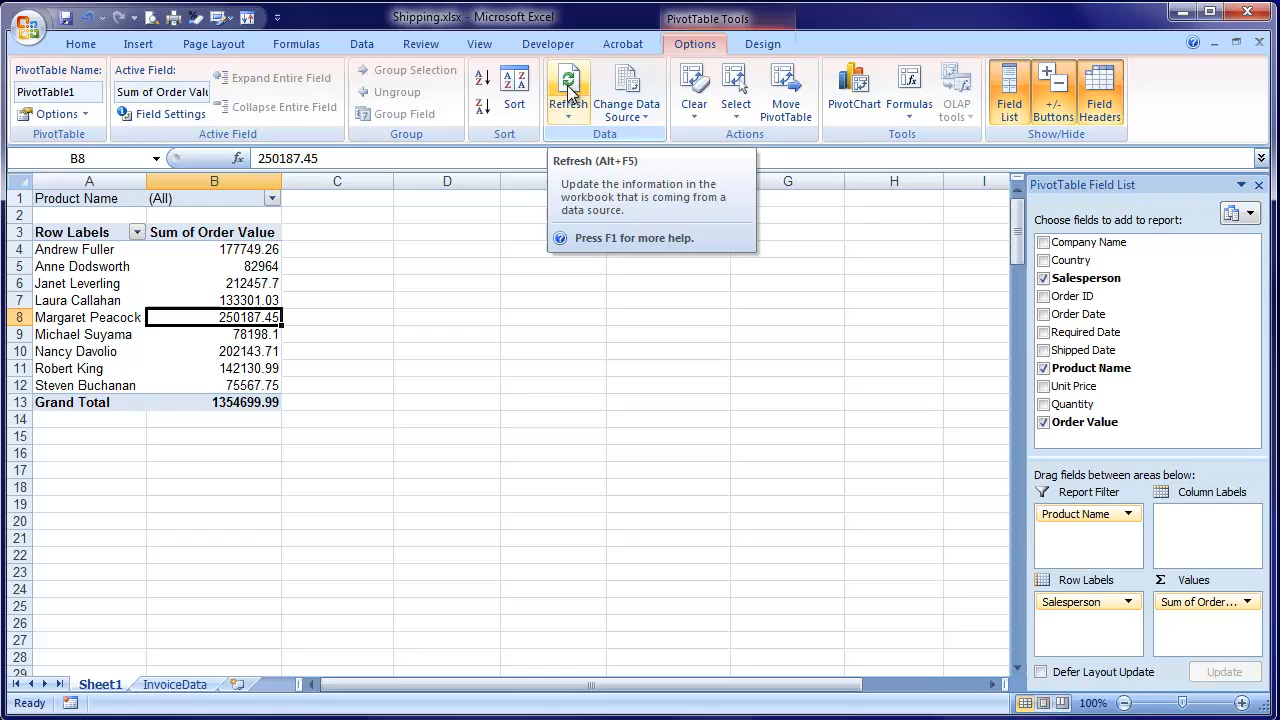 Shipping.xls - Microsoft Excel
PivotTable Tools
Home Insert Page Layout Formulas Data Review View Developer Acrobat Options Design
PivotTable Name:
PivotTable1
Options
PivotTable
Active Field:
Sum of Order Valu
Field Settings
Expand Entire Field
Collapse Entire Field
Active Field
Group Selection
Ungroup
Group Field
Group
Sort
Sort
Refresh
Change Data
Source
Data
Clear
Select
Move
PivotTable
Actions
PivotChart
Formulas
OLAP
tools
Tools
Field
List
+/-
Buttons
Field
Headers
Show/Hide
B8 fx 250187.45
Refresh (Alt+F5)
Update the information in the
workbook that is coming from a
data source.
Press F1 for more help.
A B C D G H I
1 Product Name (All)
2
3 Row Labels Sum of Order Value
4 Andrew Fuller 177749.26
5 Anne Dodsworth 82964
6 Janet Leverling 212457.7
7 Laura Callahan 133301.03
8 Margaret Peacock 250187.45
9 Michael Suyama 78198.1
10 Nancy Davolio 202143.71
11 Robert King 142130.99
12 Steven Buchanan 75567.75
13 Grand Total 1354699.99
14
15
16
17
18
19
20
21
22
23
24
25
26
27
28
29
PivotTable Field List
Choose fields to add to report:
Company Name
Country
Salesperson
Order ID
Order Date
Required Date
Shipped Date
Product Name
Unit Price
Quantity
Order Value
Drag fields between areas below:
Report Filter Column Labels
Product Name
Row Labels Σ Values
Salesperson Sum of Order...
Defer Layout Update Update
Sheet1 InvoiceData
Ready 100%